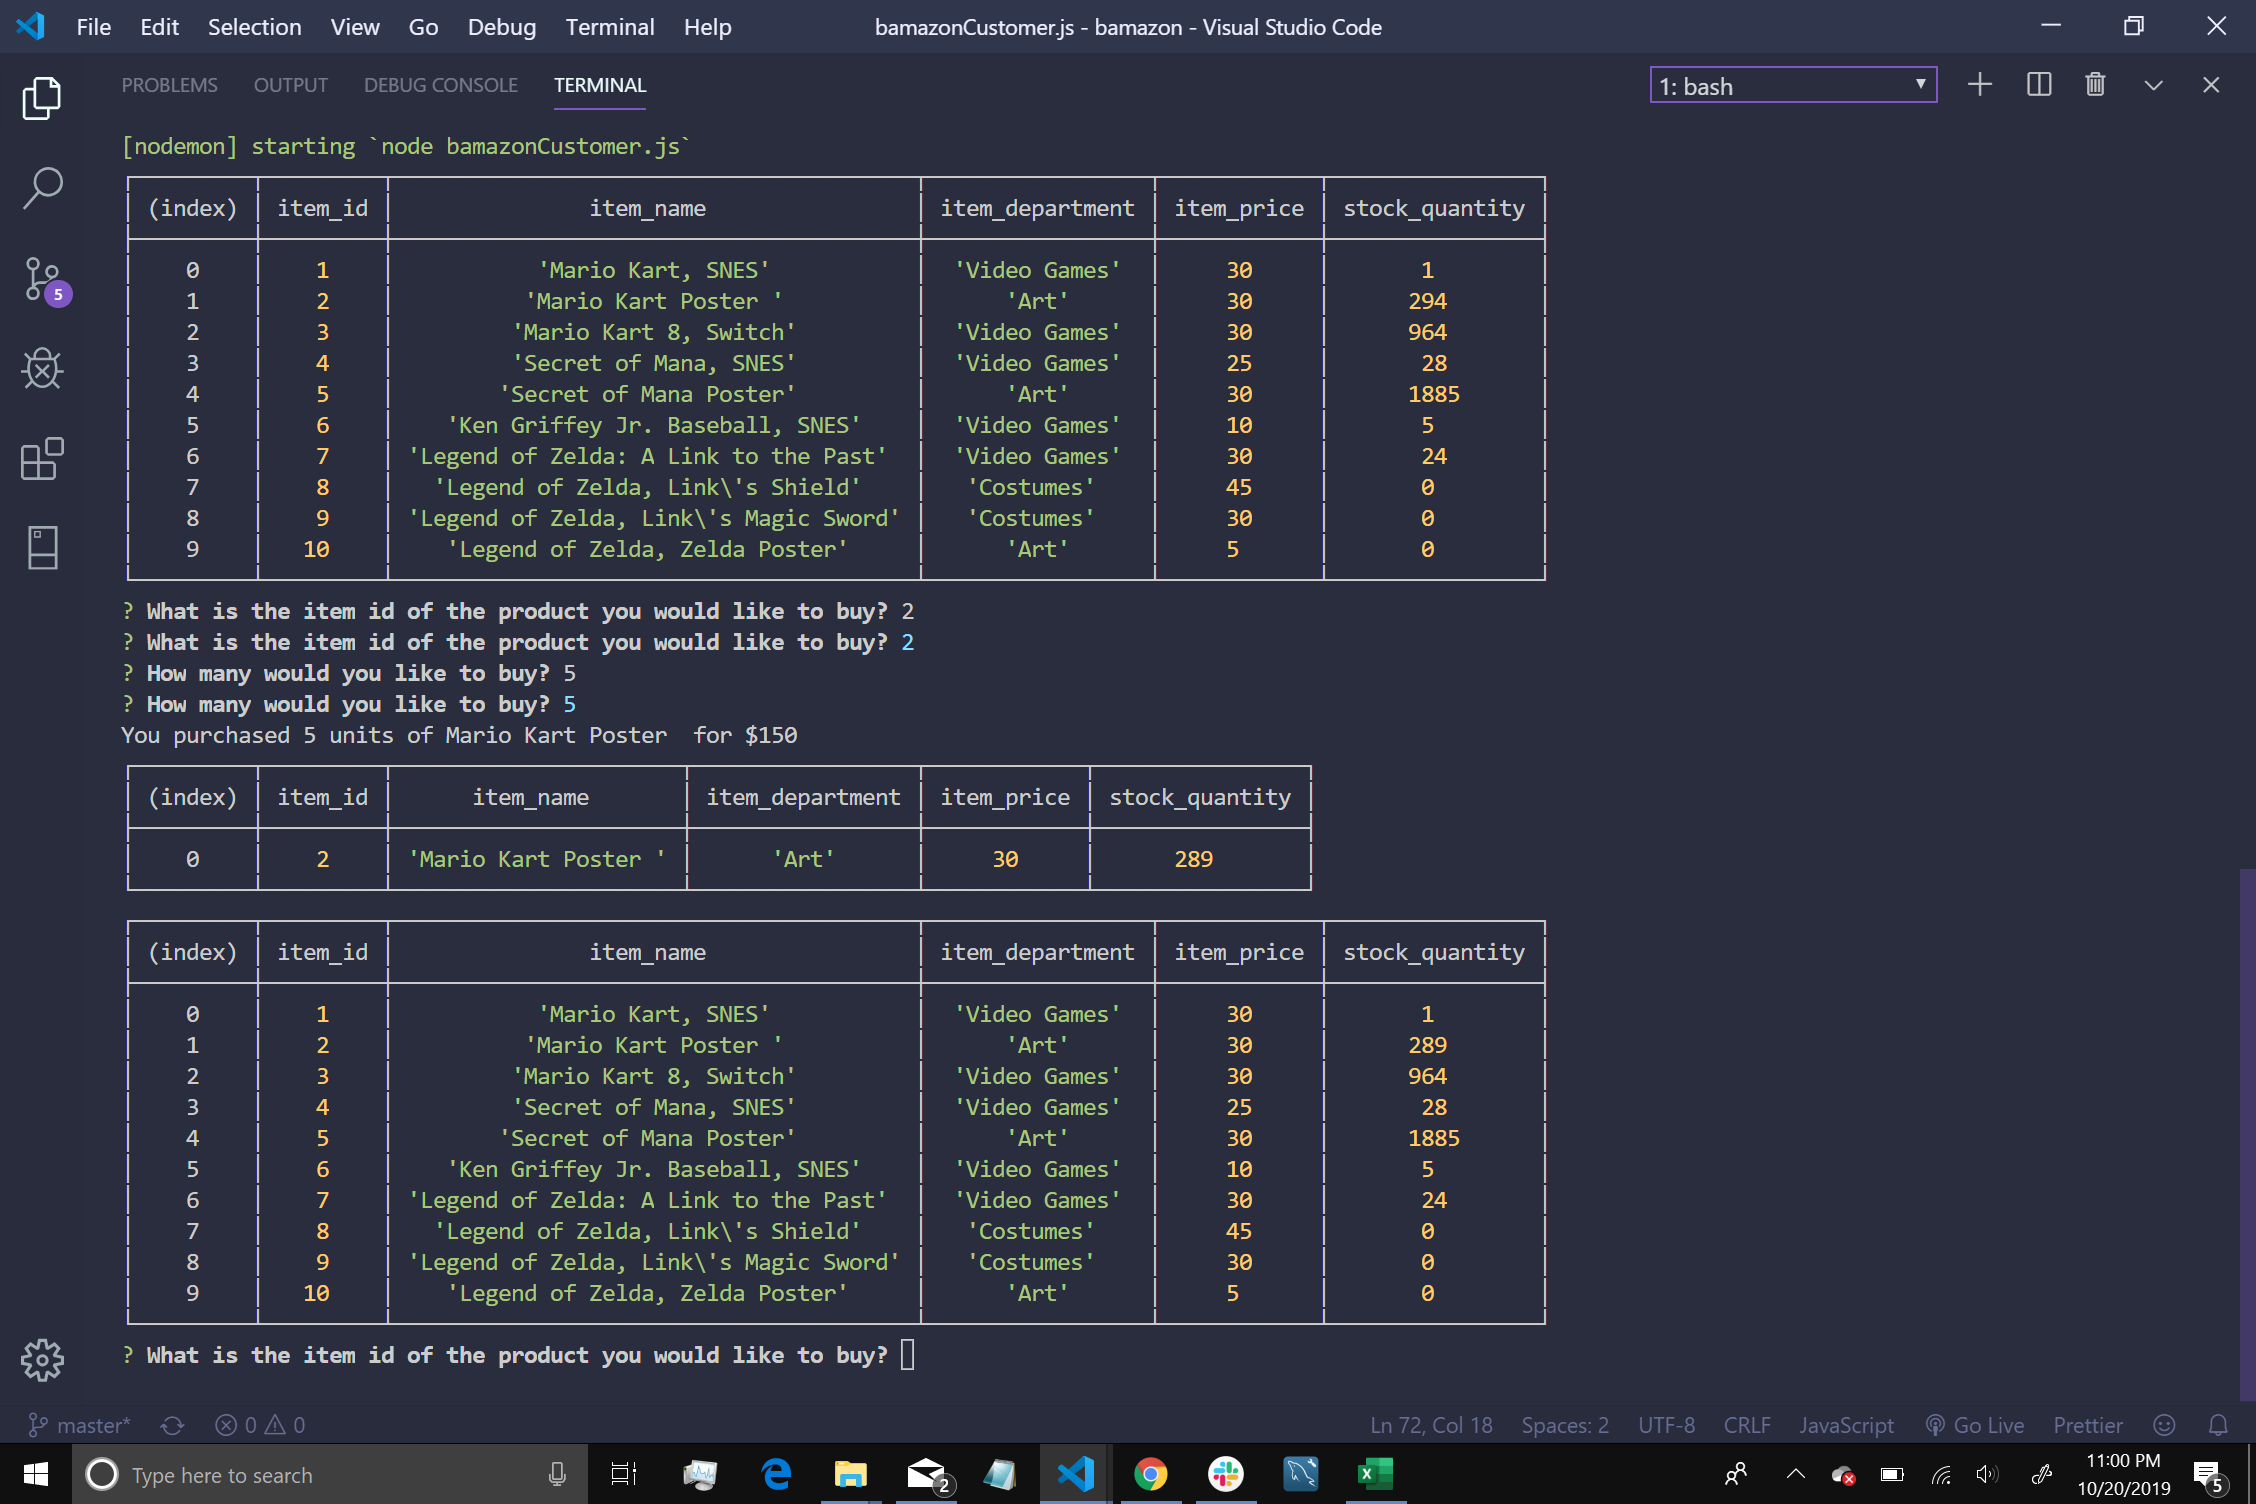 File Edit Selection View Go Debug Terminal Help bamazonCustomer.js - bamazon - Visual Studio Code
PROBLEMS OUTPUT DEBUG CONSOLE TERMINAL 1: bash
[nodemon] starting `node bamazonCustomer.js`
(index) item_id item_name item_department item_price stock_quantity
0 1 'Mario Kart, SNES' 'Video Games' 30 1
1 2 'Mario Kart Poster ' 'Art' 30 294
2 3 'Mario Kart 8, Switch' 'Video Games' 30 964
3 4 'Secret of Mana, SNES' 'Video Games' 25 28
4 5 'Secret of Mana Poster' 'Art' 30 1885
5 6 'Ken Griffey Jr. Baseball, SNES' 'Video Games' 10 5
6 7 'Legend of Zelda: A Link to the Past' 'Video Games' 30 24
7 8 'Legend of Zelda, Link\'s Shield' 'Costumes' 45 0
8 9 'Legend of Zelda, Link\'s Magic Sword' 'Costumes' 30 0
9 10 'Legend of Zelda, Zelda Poster' 'Art' 5 0
? What is the item id of the product you would like to buy? 2
? What is the item id of the product you would like to buy? 2
? How many would you like to buy? 5
? How many would you like to buy? 5
You purchased 5 units of Mario Kart Poster  for $150
(index) item_id item_name item_department item_price stock_quantity
0 2 'Mario Kart Poster ' 'Art' 30 289
(index) item_id item_name item_department item_price stock_quantity
0 1 'Mario Kart, SNES' 'Video Games' 30 1
1 2 'Mario Kart Poster ' 'Art' 30 289
2 3 'Mario Kart 8, Switch' 'Video Games' 30 964
3 4 'Secret of Mana, SNES' 'Video Games' 25 28
4 5 'Secret of Mana Poster' 'Art' 30 1885
5 6 'Ken Griffey Jr. Baseball, SNES' 'Video Games' 10 5
6 7 'Legend of Zelda: A Link to the Past' 'Video Games' 30 24
7 8 'Legend of Zelda, Link\'s Shield' 'Costumes' 45 0
8 9 'Legend of Zelda, Link\'s Magic Sword' 'Costumes' 30 0
9 10 'Legend of Zelda, Zelda Poster' 'Art' 5 0
? What is the item id of the product you would like to buy?
5
master* 0 0 Ln 72, Col 18 Spaces: 2 UTF-8 CRLF JavaScript Go Live Prettier
Type here to search 2 11:00 PM
10/20/2019 5